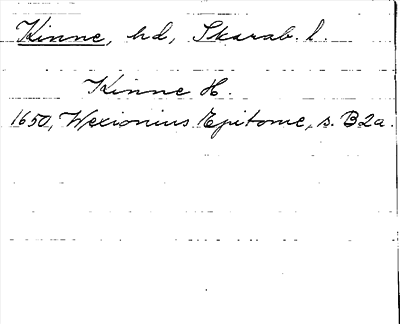 Kinne, hd, Skarab. l.
Kinne H.
1650, Wexionius Epitome, s. B2a.